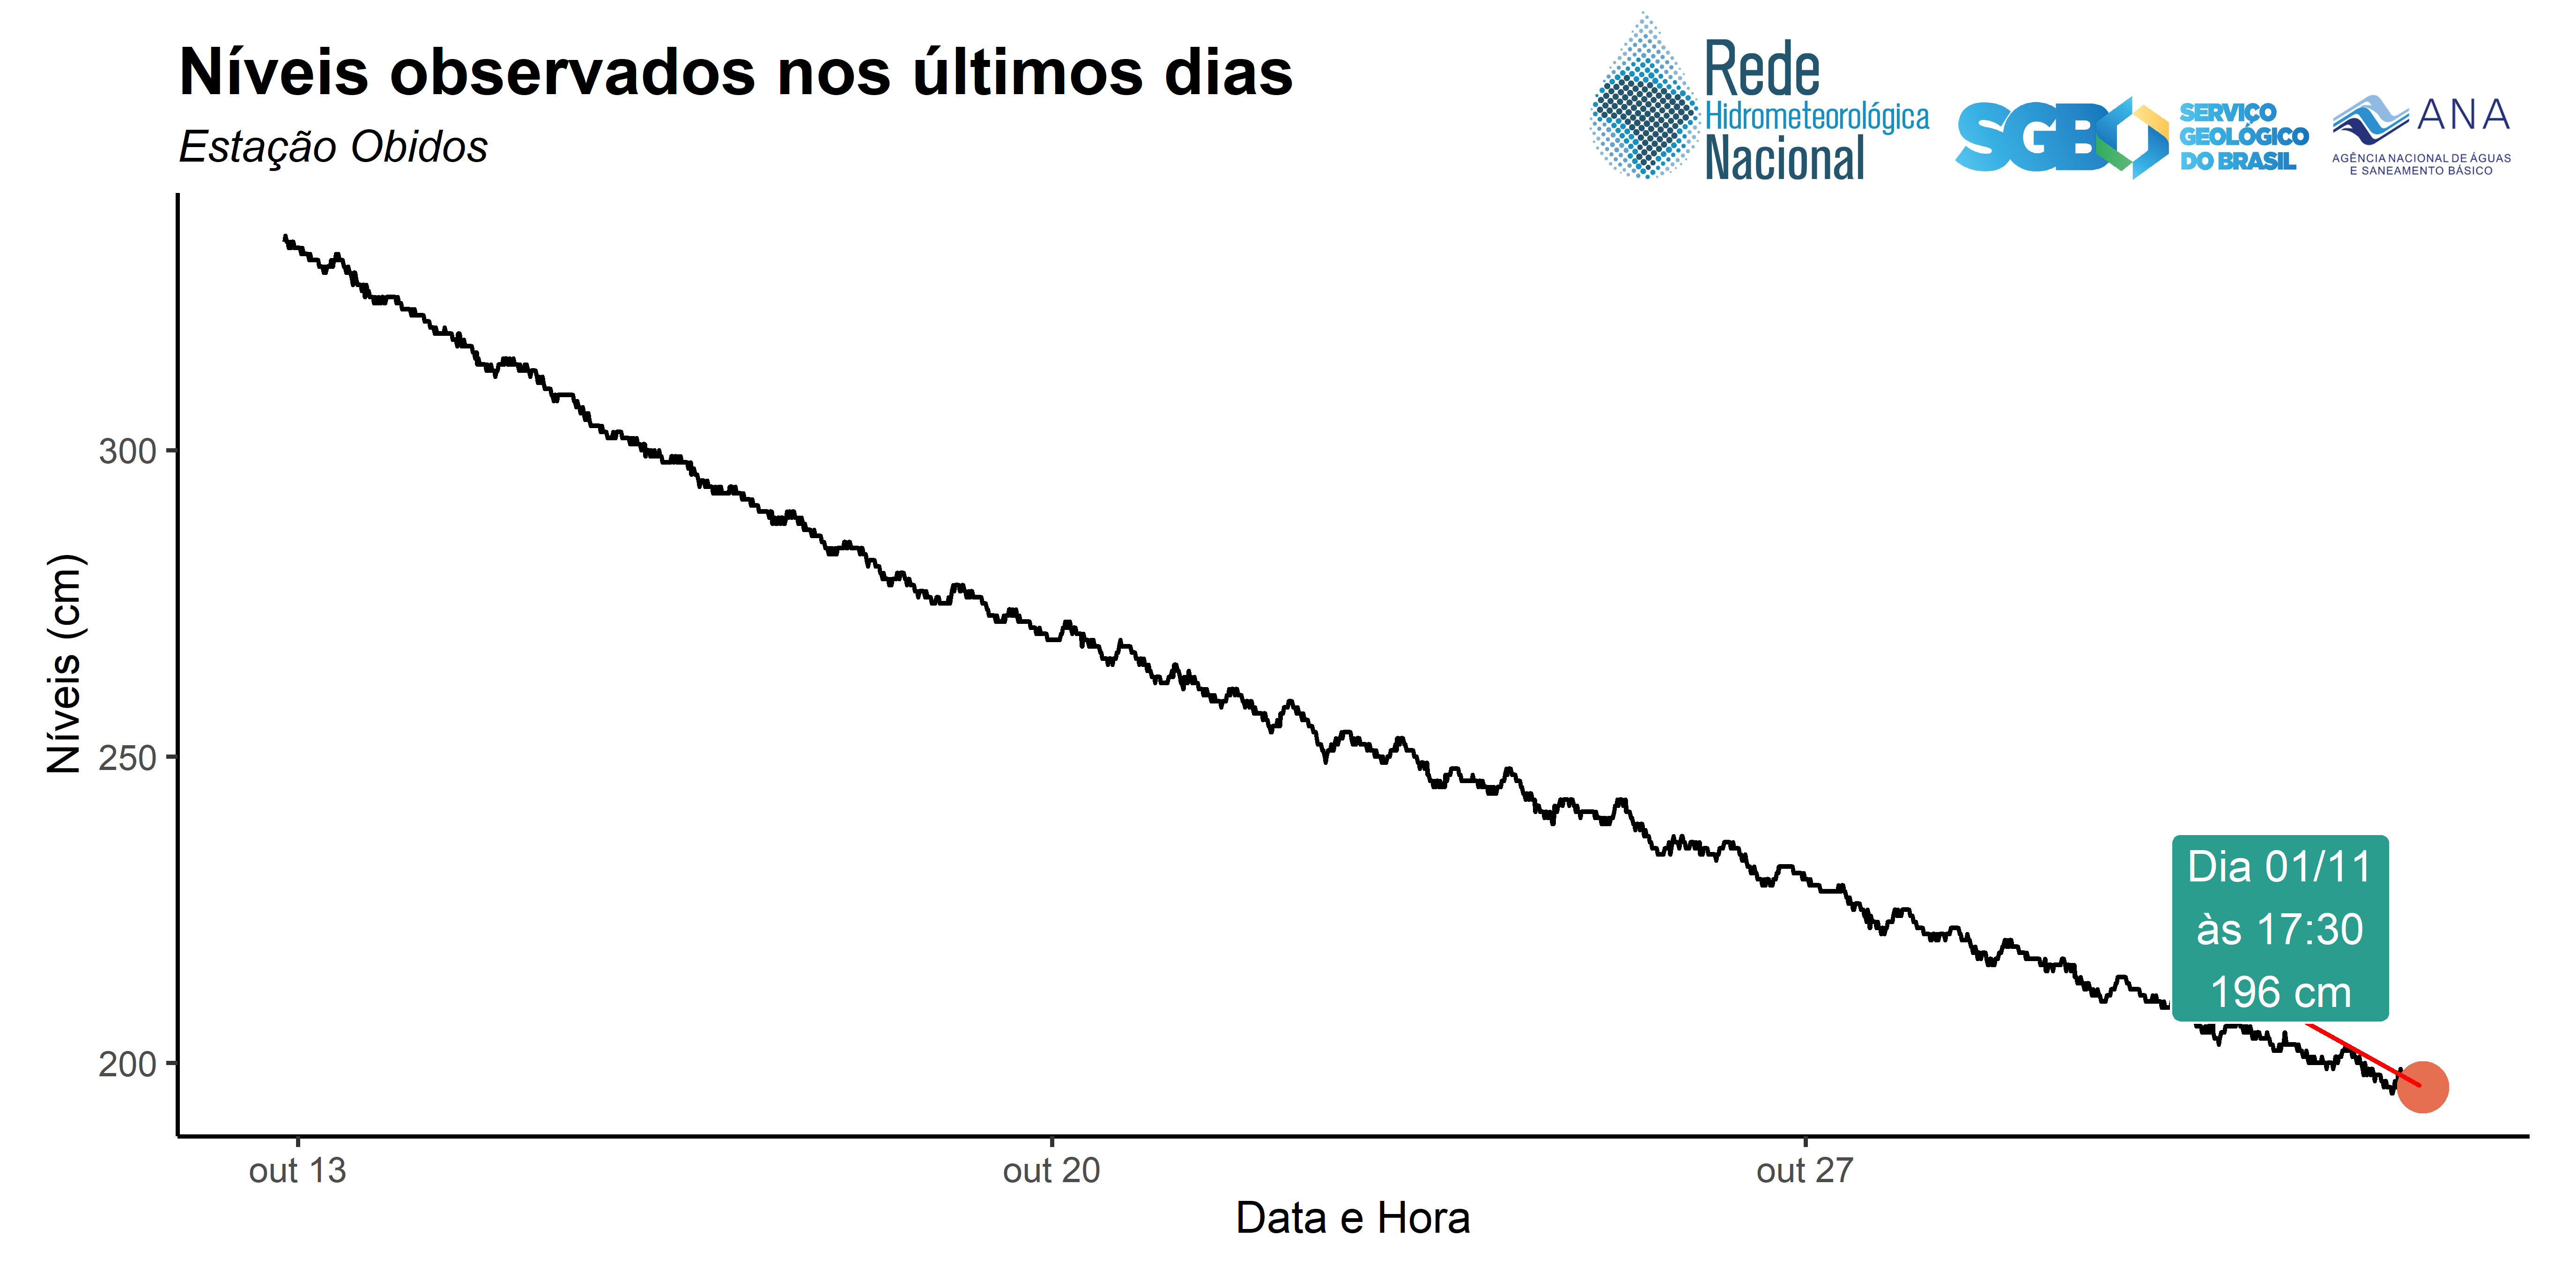 Níveis observados nos últimos dias
Estação Obidos
Rede
Hidrometeorológica
Nacional
SGB
SERVIÇO
GEOLÓGICO
DO BRASIL
ANA
AGÊNCIA NACIONAL DE ÁGUAS
E SANEAMENTO BÁSICO
Níveis (cm)
300
250
200
Dia 01/11
às 17:30
196 cm
out 13
out 20
out 27
Data e Hora